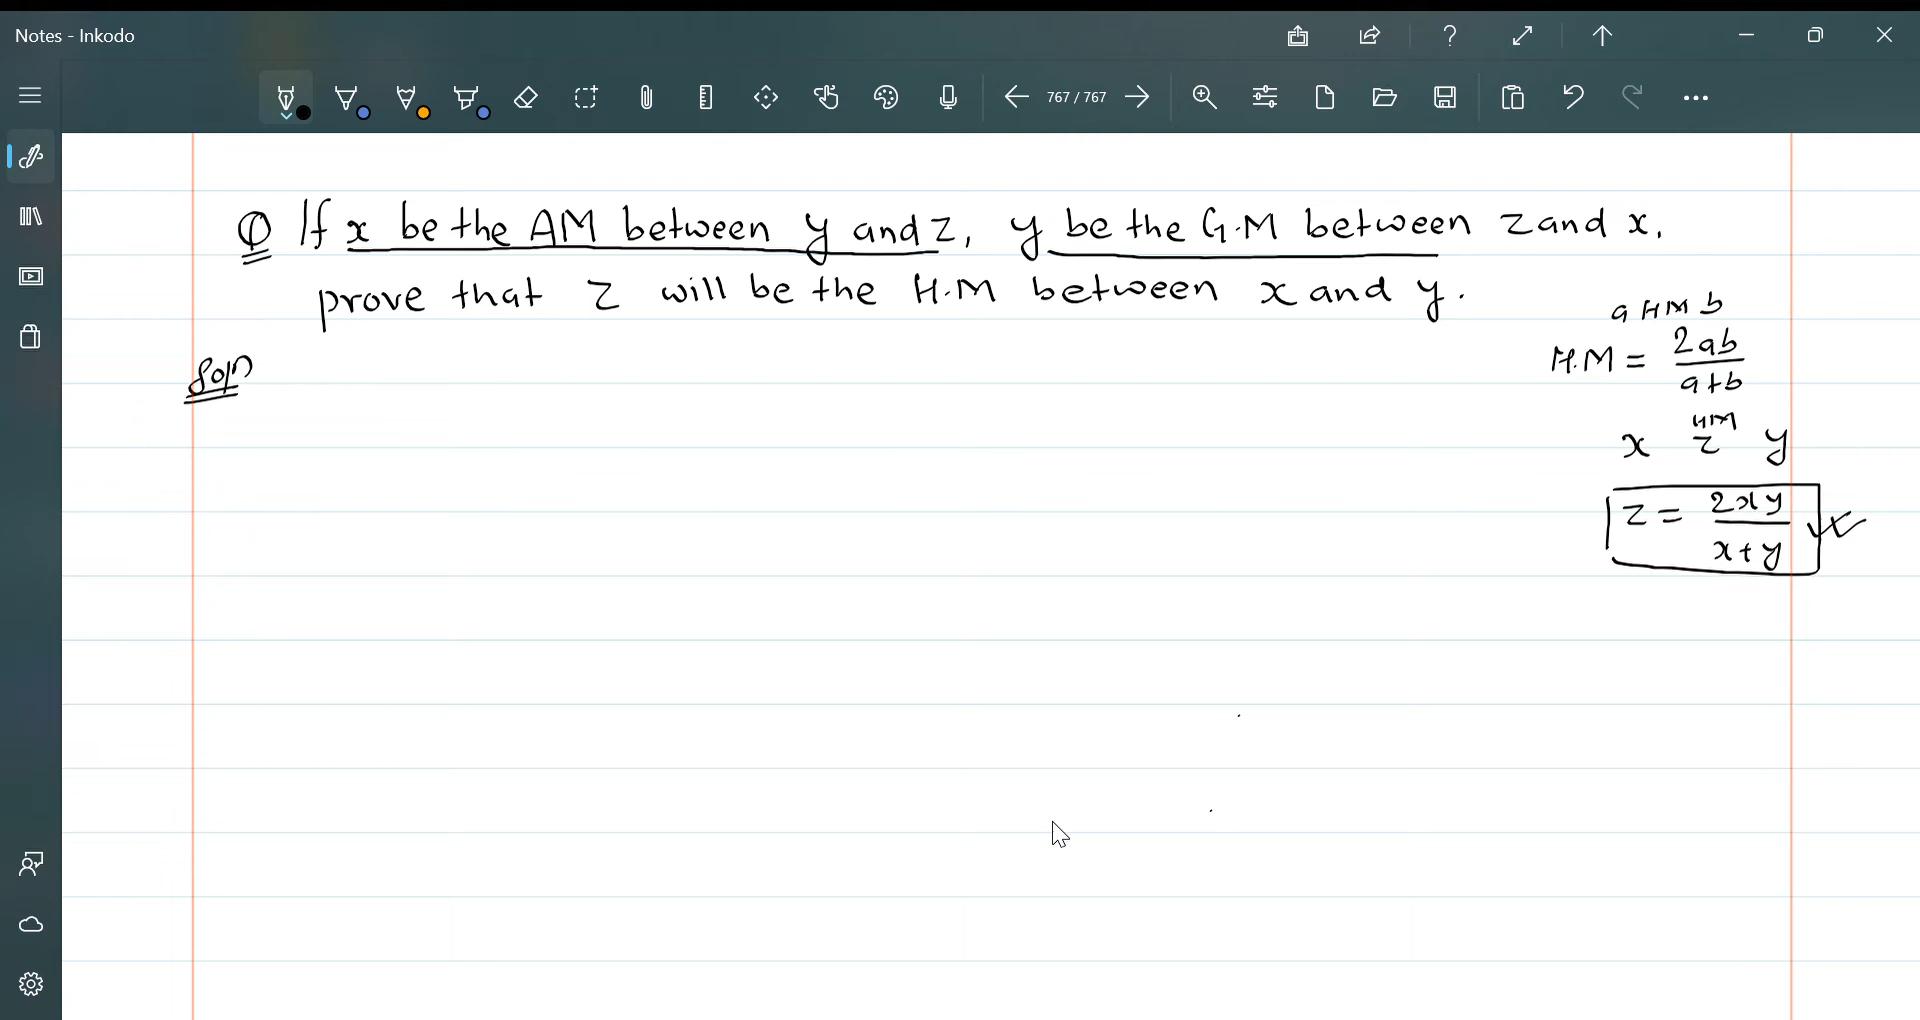 Notes - Inkodo
767 / 767
Q If x be the AM between y and z, y be the G.M between z and x.
prove that z will be the H.M between x and y.
a HM b
H.M = 2ab / a+b
Soln
HM
x z y
z = 2xy / x+y